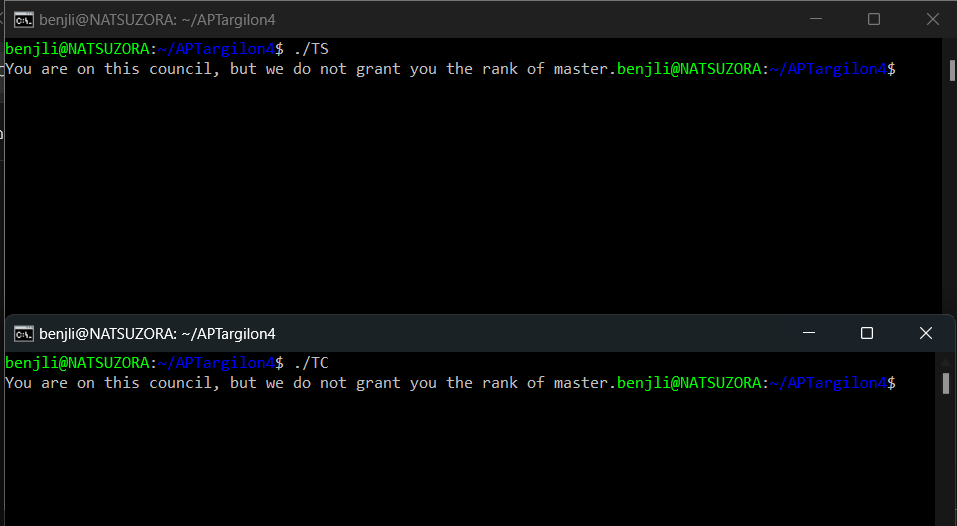 benjli@NATSUZORA: ~/APTargilon4
benjli@NATSUZORA:~/APTargilon4$ ./TS
You are on this council, but we do not grant you the rank of master.benjli@NATSUZORA:~/APTargilon4$
benjli@NATSUZORA: ~/APTargilon4
benjli@NATSUZORA:~/APTargilon4$ ./TC
You are on this council, but we do not grant you the rank of master.benjli@NATSUZORA:~/APTargilon4$